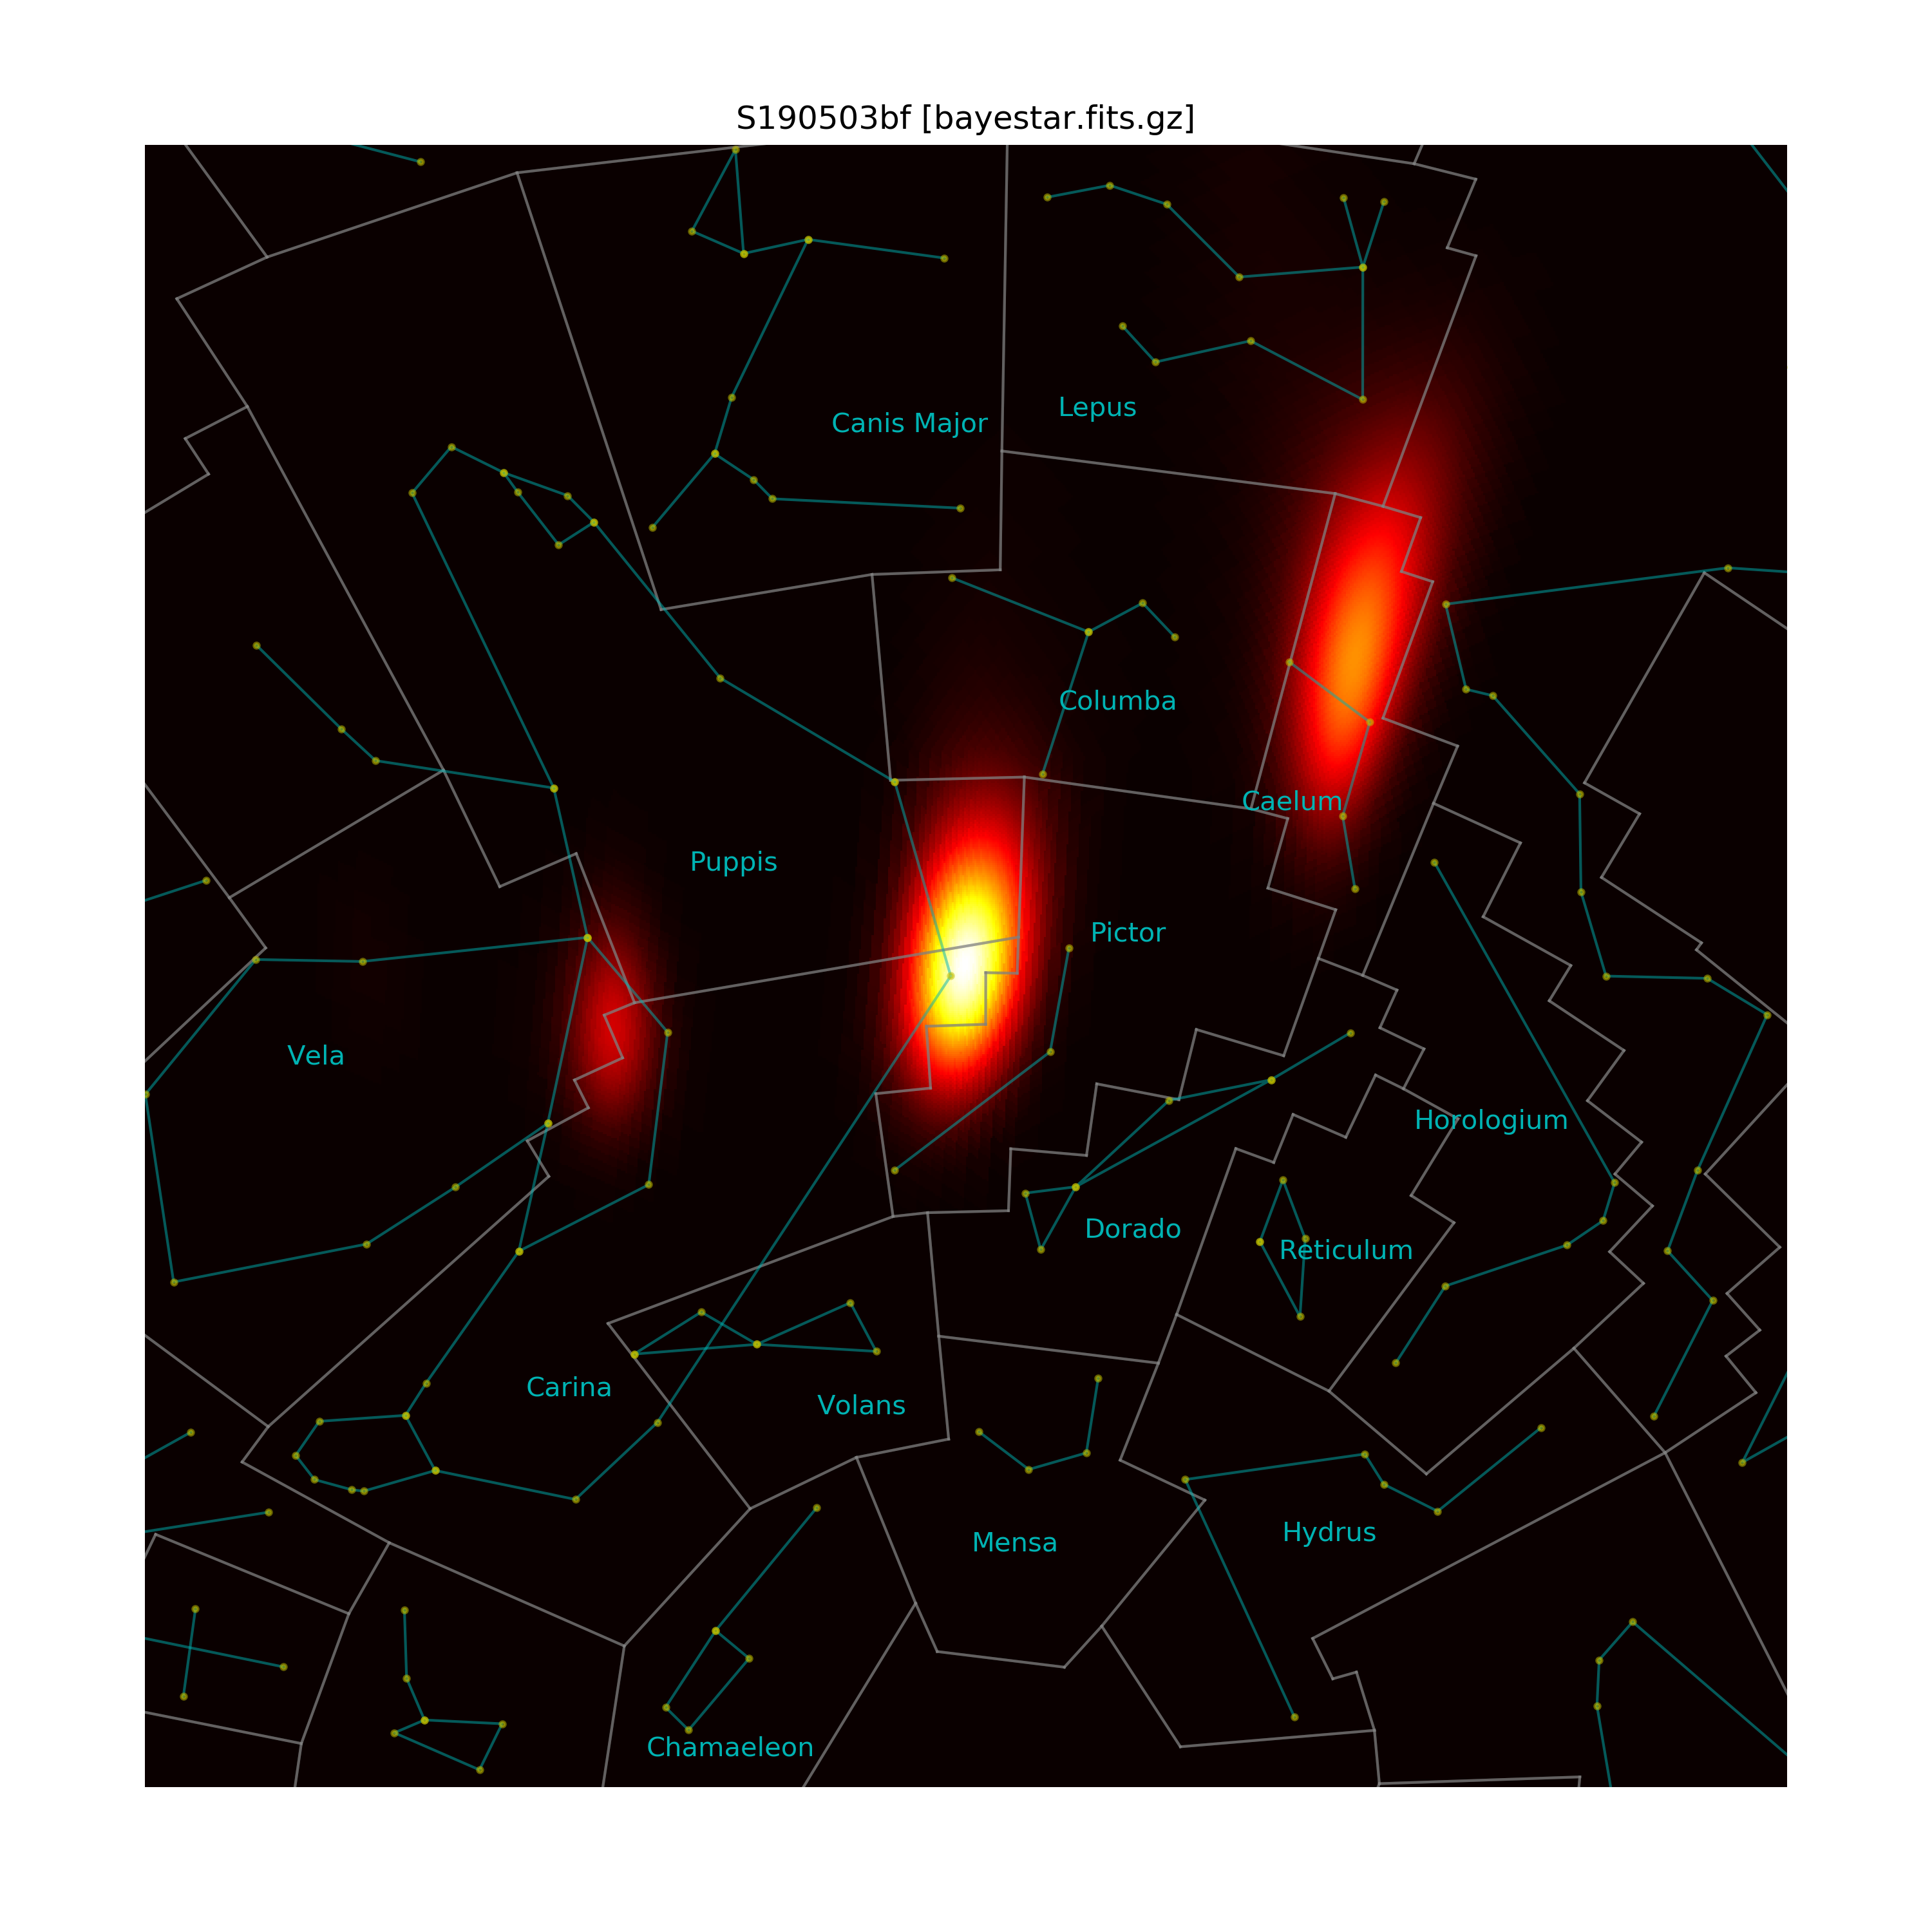 S190503bf [bayestar.fits.gz]
Lepus
Canis Major
Columba
Caelum
Puppis
Pictor
Vela
Horologium
Dorado
Reticulum
Carina
Volans
Hydrus
Mensa
Chamaeleon